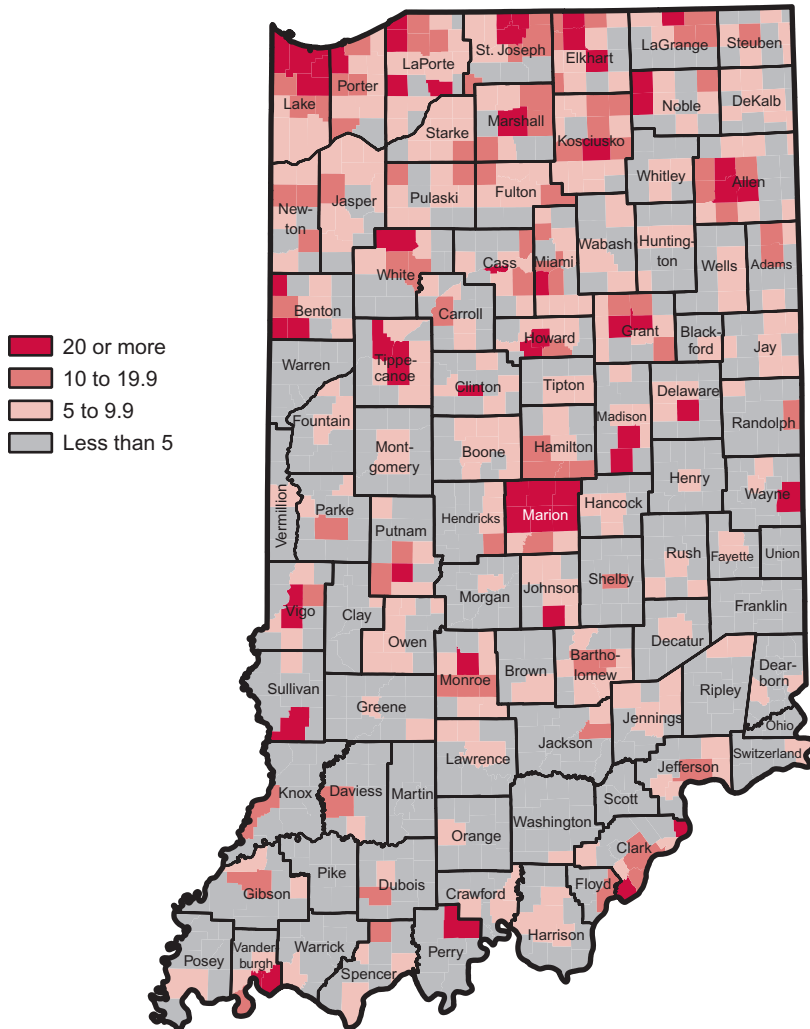 St. Joseph
LaGrange
Steuben
LaPorte
Elkhart
Porter
Lake
Noble
DeKalb
Marshall
Starke
Kosciusko
Whitley
Allen
Fulton
Pulaski
Jasper
New-
ton
Wabash
Hunting-
ton
Miami
Cass
White
Wells
Adams
Benton
Carroll
20 or more
10 to 19.9
5 to 9.9
Less than 5
Howard
Grant
Black-
ford
Jay
Warren
Tippe-
canoe
Clinton
Tipton
Delaware
Madison
Randolph
Fountain
Mont-
gomery
Boone
Hamilton
Henry
Wayne
Vermillion
Parke
Hendricks
Marion
Hancock
Putnam
Rush
Fayette
Union
Shelby
Johnson
Morgan
Franklin
Vigo
Clay
Owen
Decatur
Bartho-
lomew
Brown
Monroe
Dear-
born
Ripley
Sullivan
Greene
Jennings
Ohio
Jackson
Switzerland
Lawrence
Jefferson
Knox
Daviess
Martin
Scott
Washington
Orange
Clark
Pike
Dubois
Gibson
Crawford
Floyd
Harrison
Perry
Warrick
Vander-
burgh
Posey
Spencer